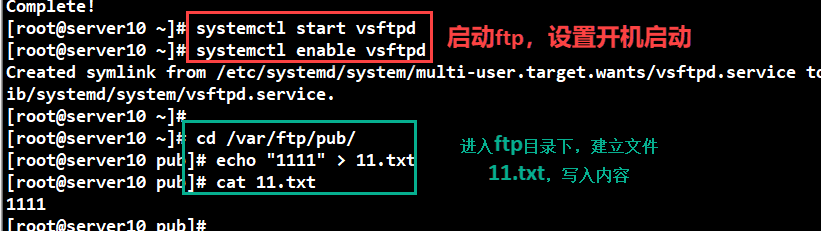 Complete!
[root@server10 ~]# systemctl start vsftpd
[root@server10 ~]# systemctl enable vsftpd
启动ftp，设置开机启动
Created symlink from /etc/systemd/system/multi-user.target.wants/vsftpd.service to
ib/systemd/system/vsftpd.service.
[root@server10 ~]#
[root@server10 ~]# cd /var/ftp/pub/
[root@server10 pub]# echo "1111" > 11.txt
[root@server10 pub]# cat 11.txt
进入ftp目录下，建立文件
11.txt，写入内容
1111
[root@server10 pub]#